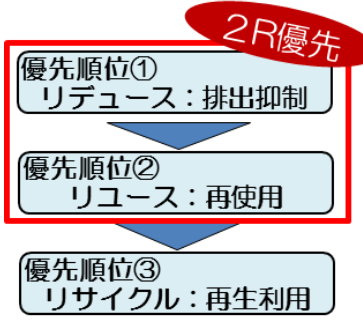 2R優先
優先順位①
リデュース：排出抑制
優先順位②
リユース：再使用
優先順位③
リサイクル：再生利用